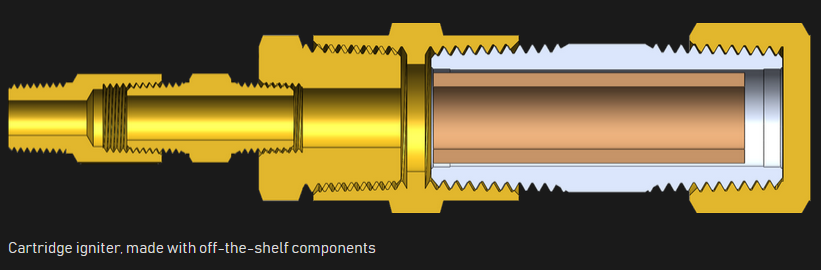 Cartridge igniter, made with off-the-shelf components